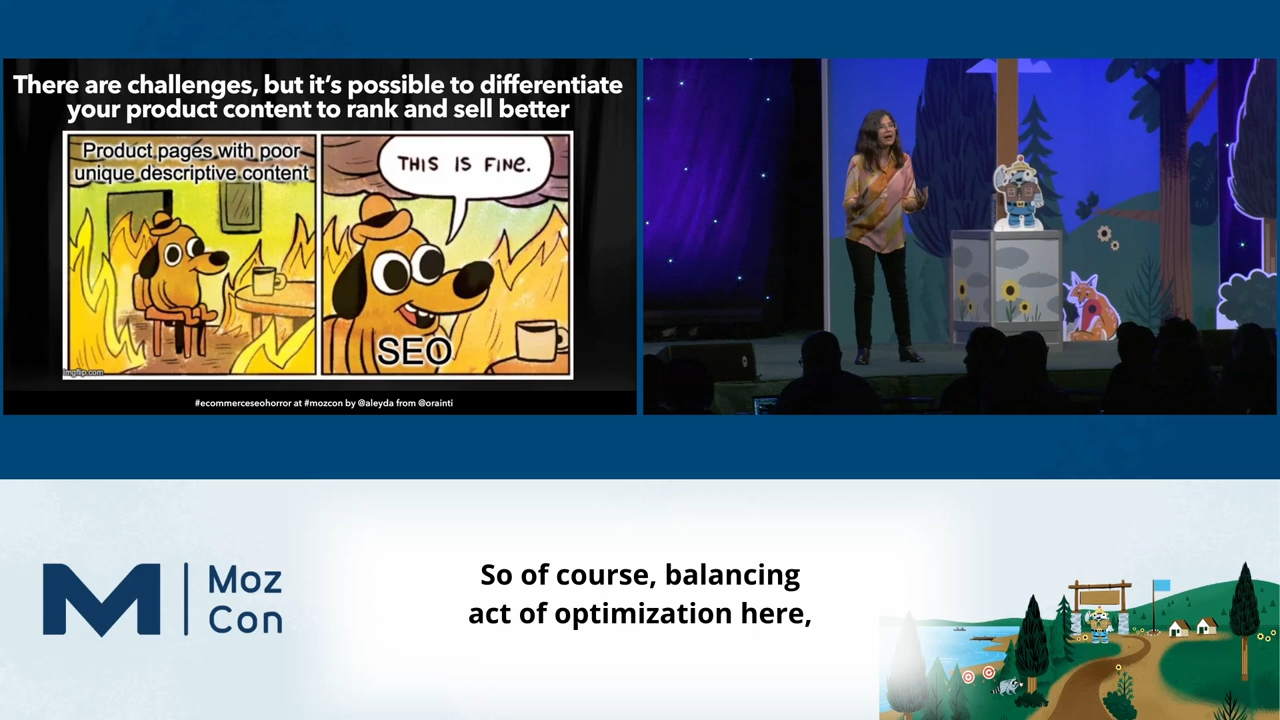 There are challenges, but it's possible to differentiate
your product content to rank and sell better
Product pages with poor
unique descriptive content
THIS IS FINE.
SEO
imgflip.com
#ecommerceseohorror at #mozcon by @aleyda from @orainti
Moz
Con
So of course, balancing
act of optimization here,